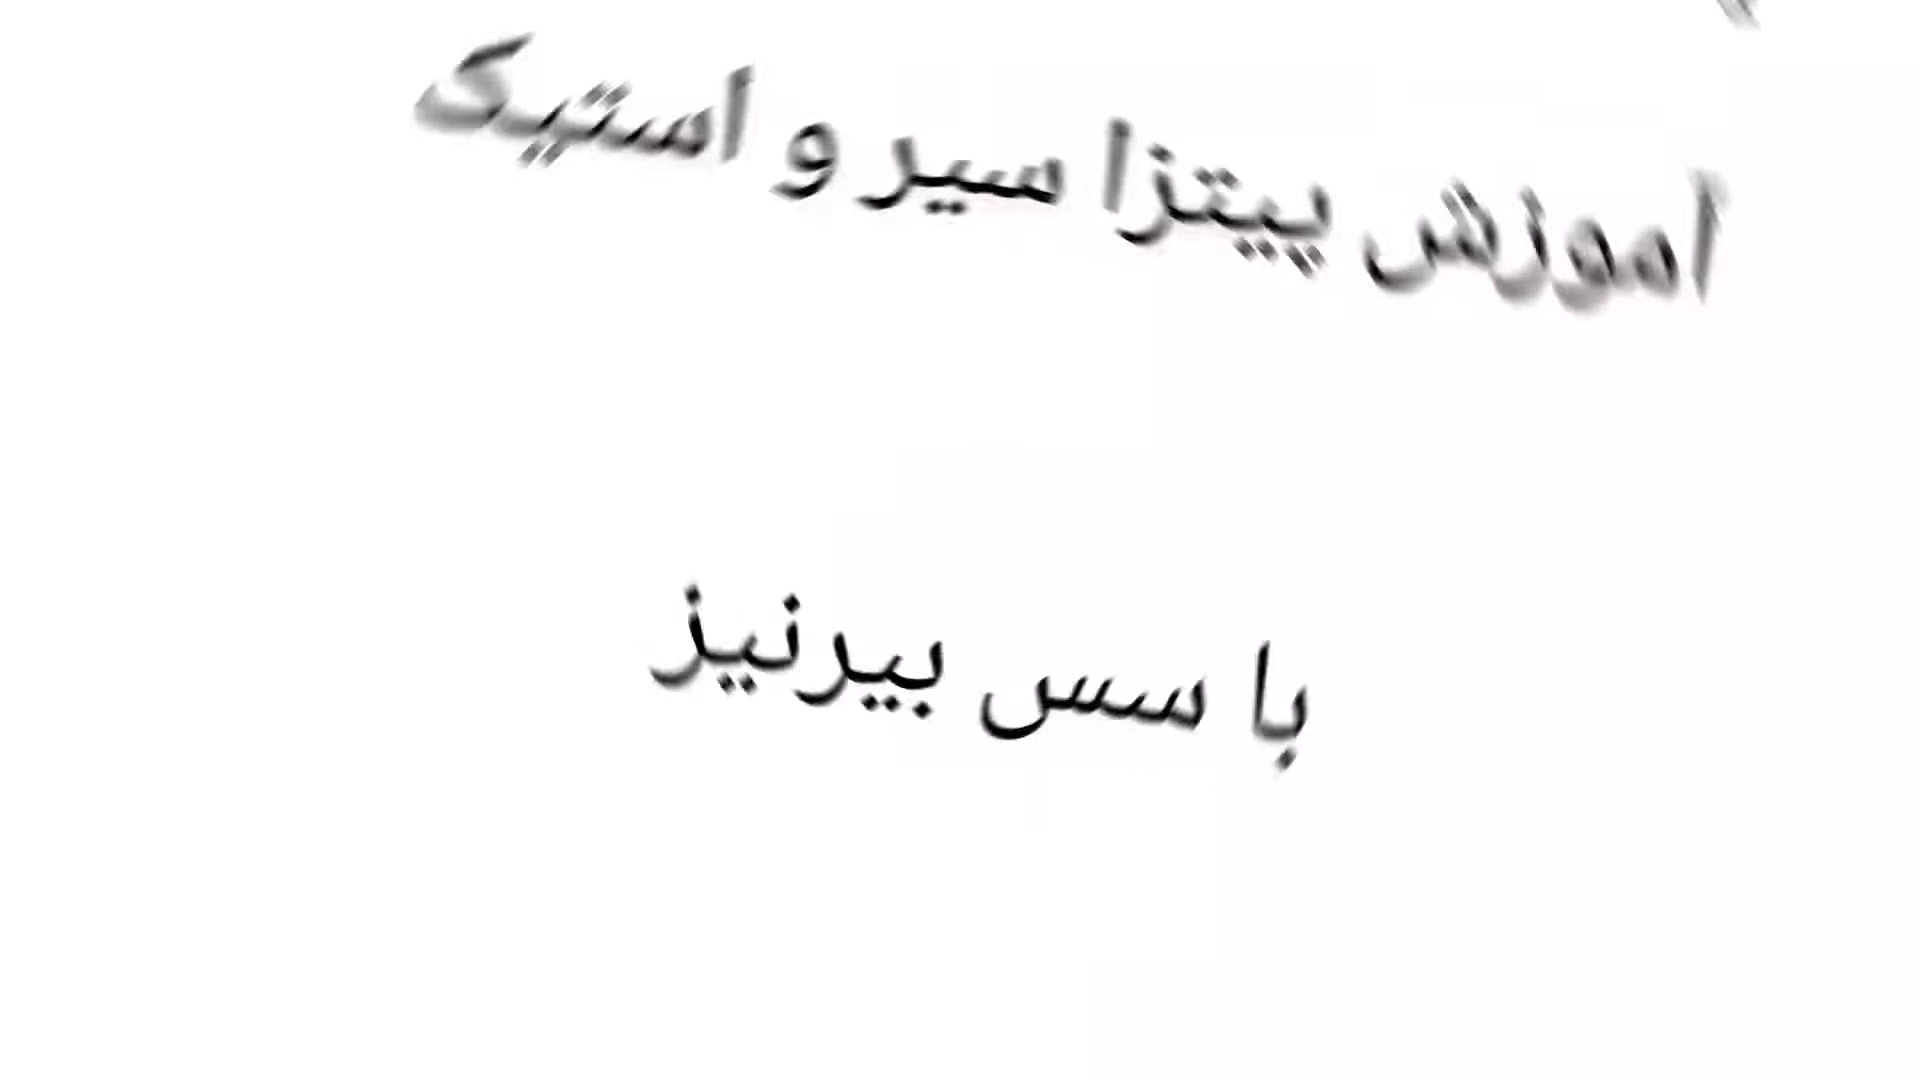 آموزش پیتزا سیر و استیک
با سس بیرنیز